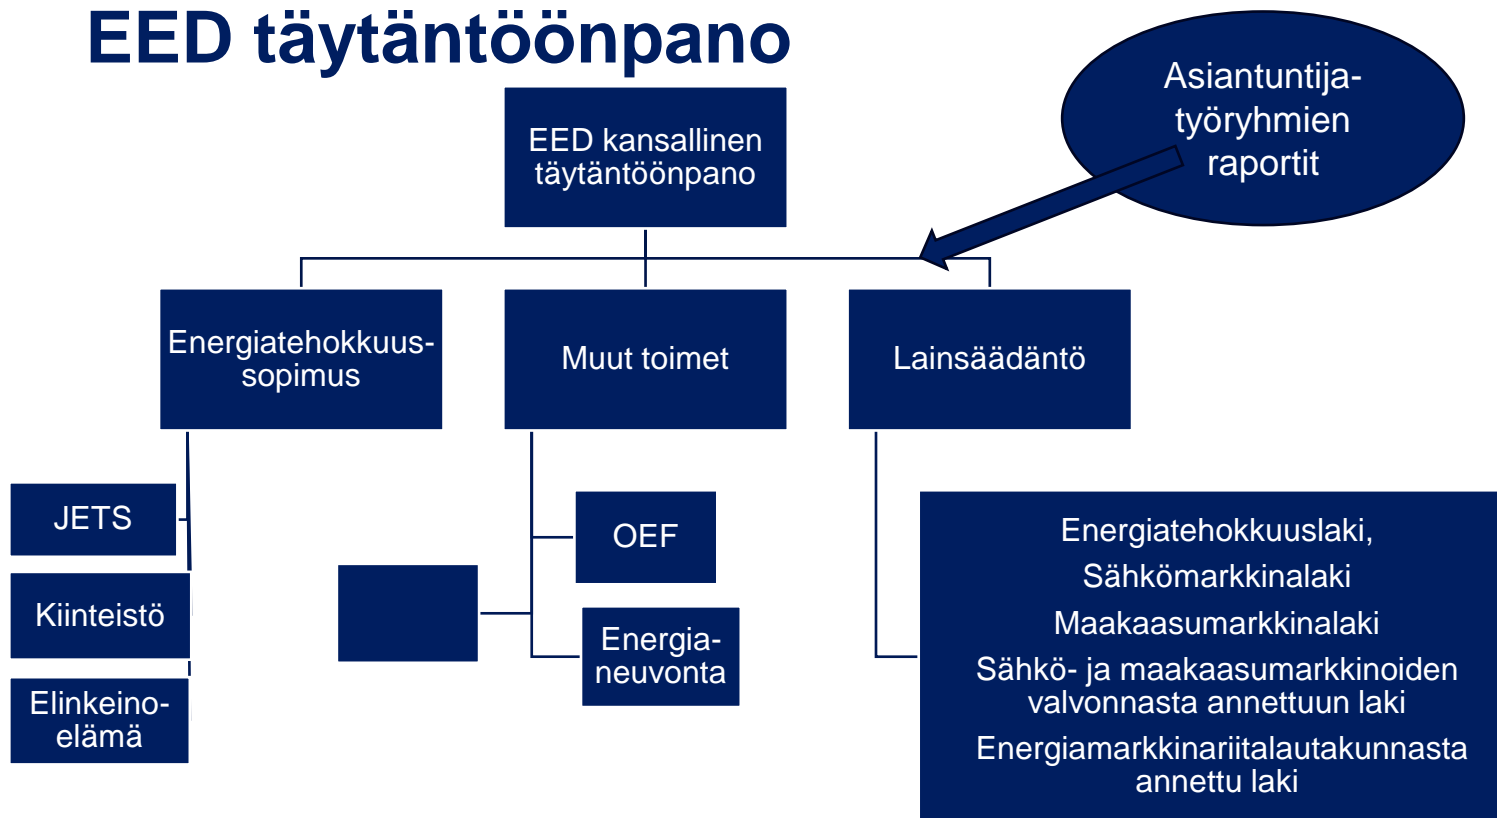 EED täytäntöönpano
Asiantuntija-
työryhmien
raportit
EED kansallinen
täytäntöönpano
Energiatehokkuus-
sopimus
Muut toimet
Lainsäädäntö
JETS
Kiinteistö
Elinkeino-
elämä
OEF
Energia-
neuvonta
Energiatehokkuuslaki,
Sähkömarkkinalaki
Maakaasumarkkinalaki
Sähkö- ja maakaasumarkkinoiden
valvonnasta annettuun laki
Energiamarkkinariitalautakunnasta
annettu laki